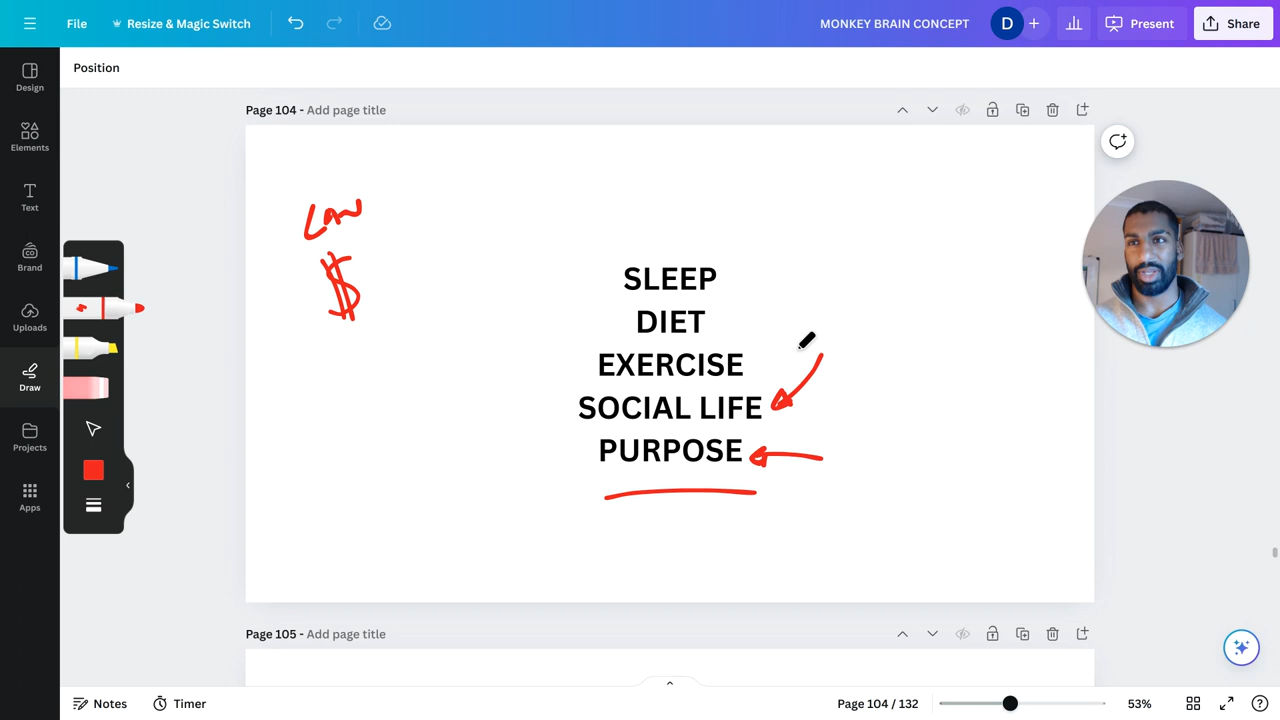 File
Resize & Magic Switch
MONKEY BRAIN CONCEPT
D
+
Present
Share
Position
Design
Elements
Text
Brand
Uploads
Draw
Projects
Apps
Page 104 - Add page title
$
SLEEP
DIET
EXERCISE
SOCIAL LIFE
PURPOSE
Page 105 - Add page title
Notes
Timer
Page 104 / 132
53%